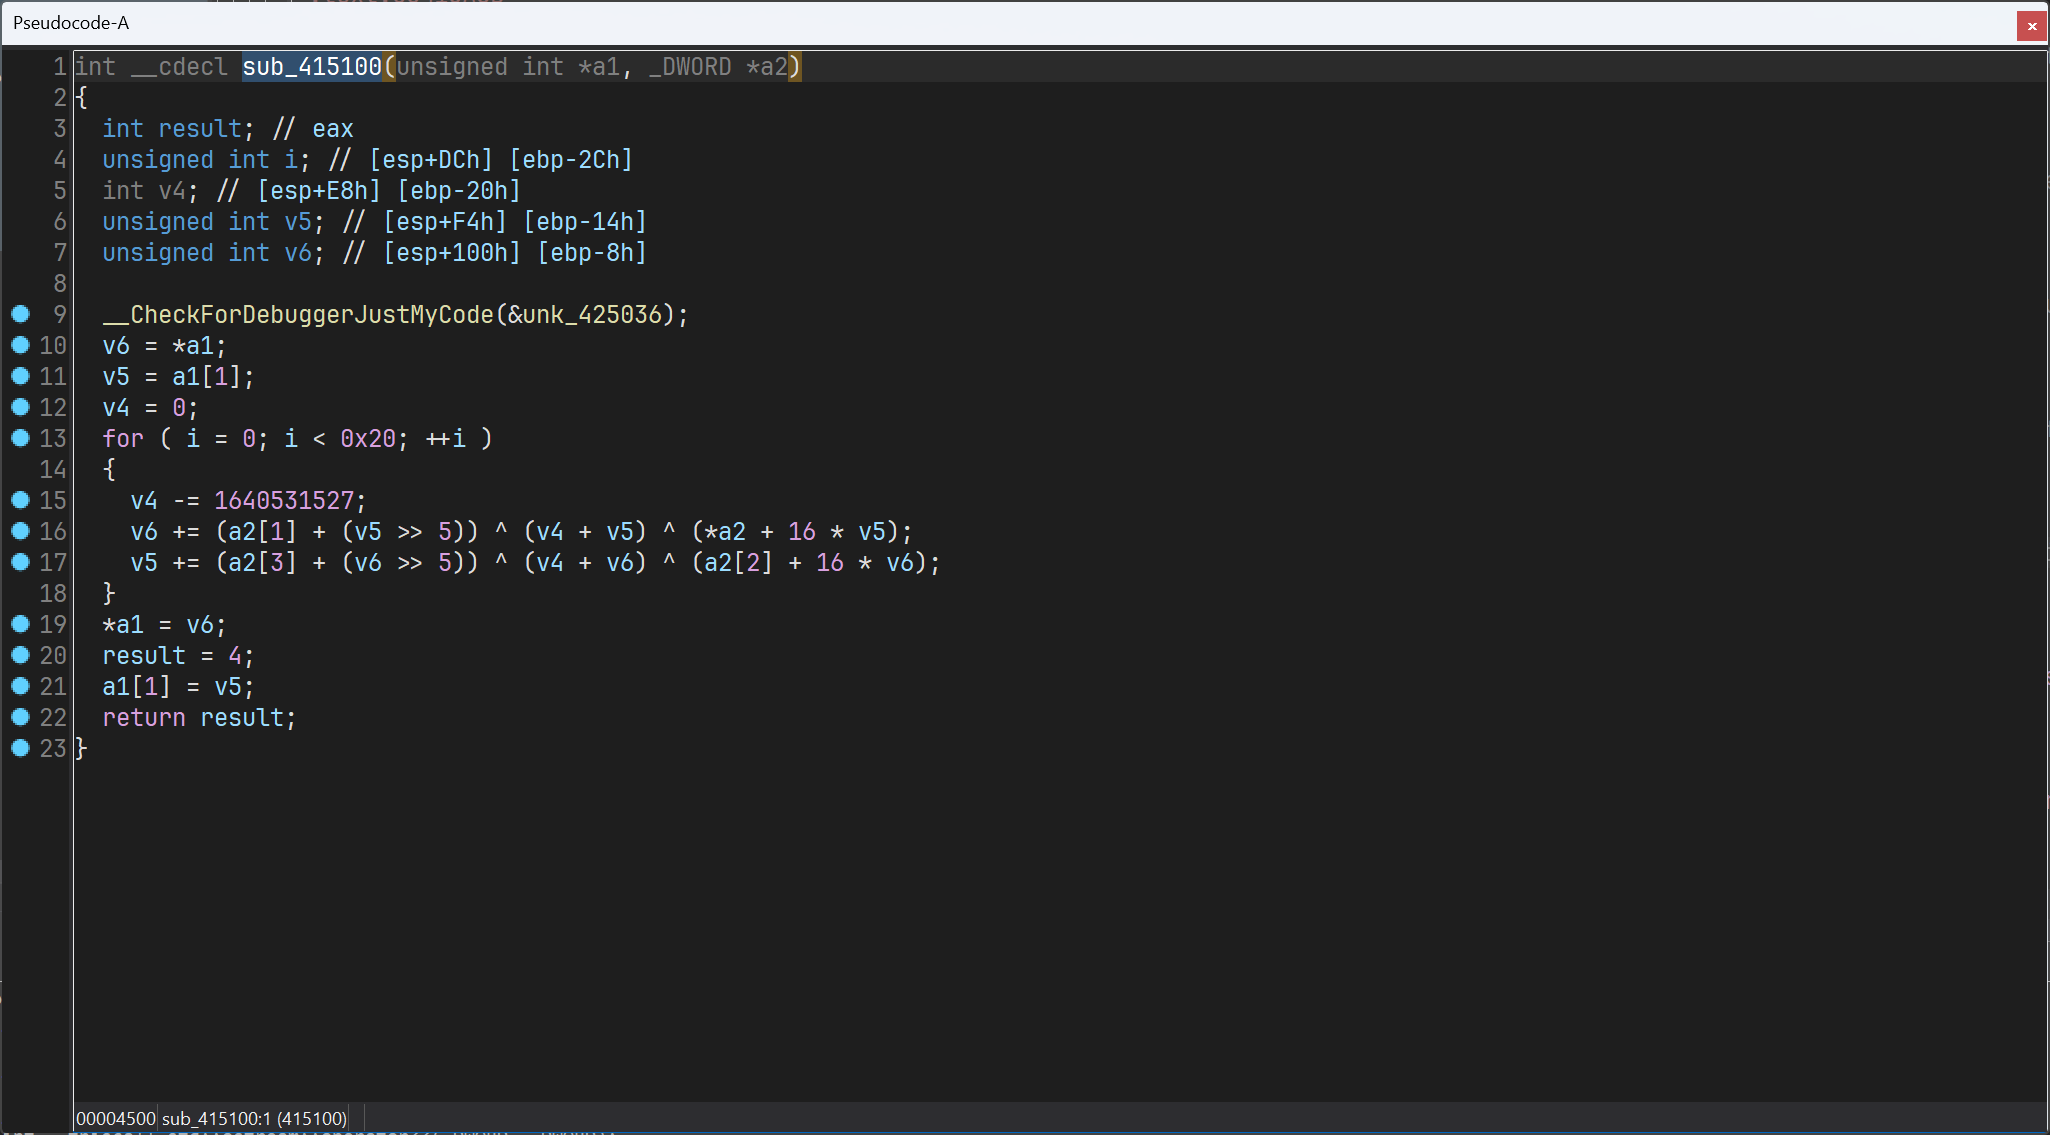 Pseudocode-A
1 int __cdecl sub_415100(unsigned int *a1, _DWORD *a2)
2 {
3   int result; // eax
4   unsigned int i; // [esp+DCh] [ebp-2Ch]
5   int v4; // [esp+E8h] [ebp-20h]
6   unsigned int v5; // [esp+F4h] [ebp-14h]
7   unsigned int v6; // [esp+100h] [ebp-8h]
8
9   __CheckForDebuggerJustMyCode(&unk_425036);
10   v6 = *a1;
11   v5 = a1[1];
12   v4 = 0;
13   for ( i = 0; i < 0x20; ++i )
14   {
15     v4 -= 1640531527;
16     v6 += (a2[1] + (v5 >> 5)) ^ (v4 + v5) ^ (*a2 + 16 * v5);
17     v5 += (a2[3] + (v6 >> 5)) ^ (v4 + v6) ^ (a2[2] + 16 * v6);
18   }
19   *a1 = v6;
20   result = 4;
21   a1[1] = v5;
22   return result;
23 }
00004500 sub_415100:1 (415100)